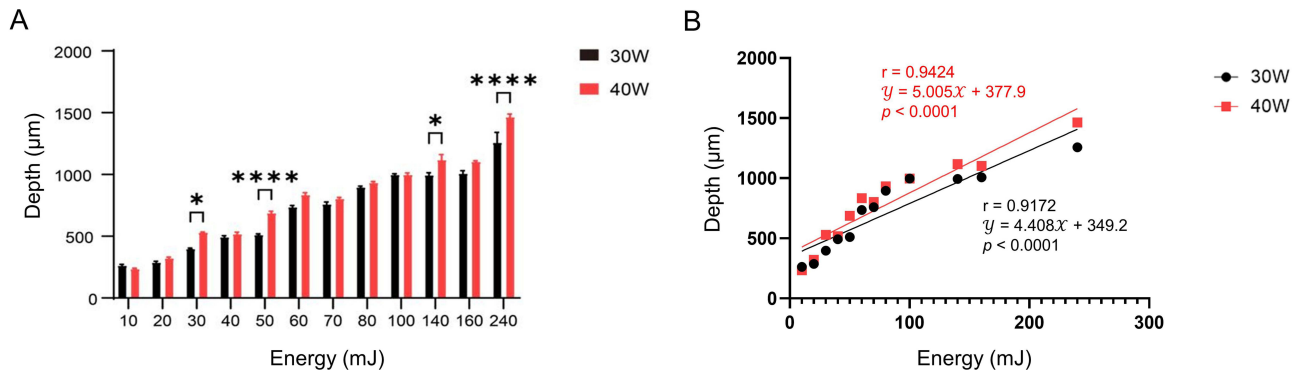 A
2000
1500
1000
500
0
Depth (μm)
*
****
*
****
10 20 30 40 50 60 70 80 100 140 160 240
Energy (mJ)
30W
40W
B
2000
1500
1000
500
0
Depth (μm)
r = 0.9424
y = 5.005x + 377.9
p < 0.0001
r = 0.9172
y = 4.408x + 349.2
p < 0.0001
0 100 200 300
Energy (mJ)
30W
40W